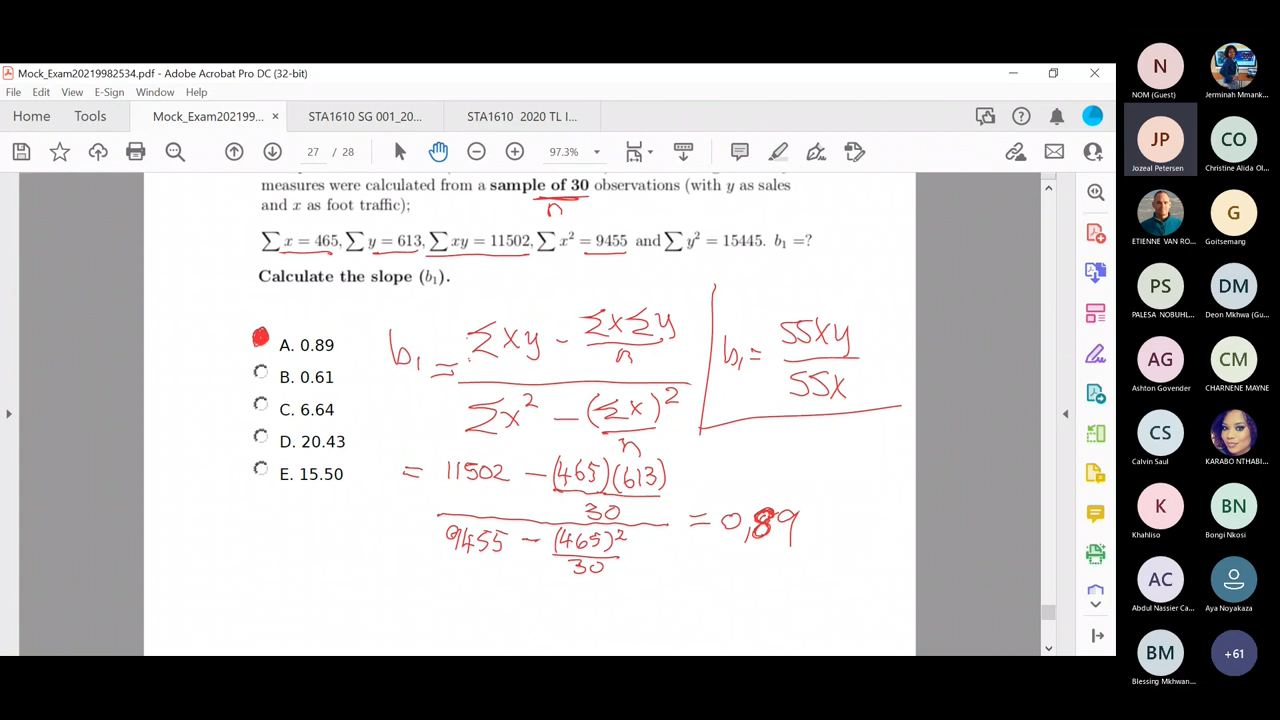 Mock_Exam20219982534.pdf - Adobe Acrobat Pro DC (32-bit)
File Edit View E-Sign Window Help
Home Tools Mock_Exam202199... × STA1610 SG 001_20... STA1610 2020 TL I...
27 / 28 97.3%
measures were calculated from a sample of 30 observations (with y as sales
and x as foot traffic);
n
∑ x = 465, ∑ y = 613, ∑ xy = 11502, ∑ x² = 9455 and ∑ y² = 15445. b₁ =?
Calculate the slope (b₁).
A. 0.89
B. 0.61
C. 6.64
D. 20.43
E. 15.50
b₁ = ∑xy - ∑x∑y
n
∑x² - (∑x)²
n
b₁ = SSxy
SSx
= 11502 - (465)(613)
30
9455 - (465)²
30
= 0,89
N
NOM (Guest)
Jerminah Mmank...
JP
Jozeal Petersen
CO
Christine Alida Ol...
ETIENNE VAN RO...
G
Goitsemang
PS
PALESA NOBUHL...
DM
Deon Mkhwa (Gu...
AG
Ashton Govender
CM
CHARNENE MAYNE
CS
Calvin Saul
KARABO NTHABI...
K
Khahliso
BN
Bongi Nkosi
AC
Abdul Nassier Ca...
Aya Noyakaza
BM
Blessing Mkhwan...
+61